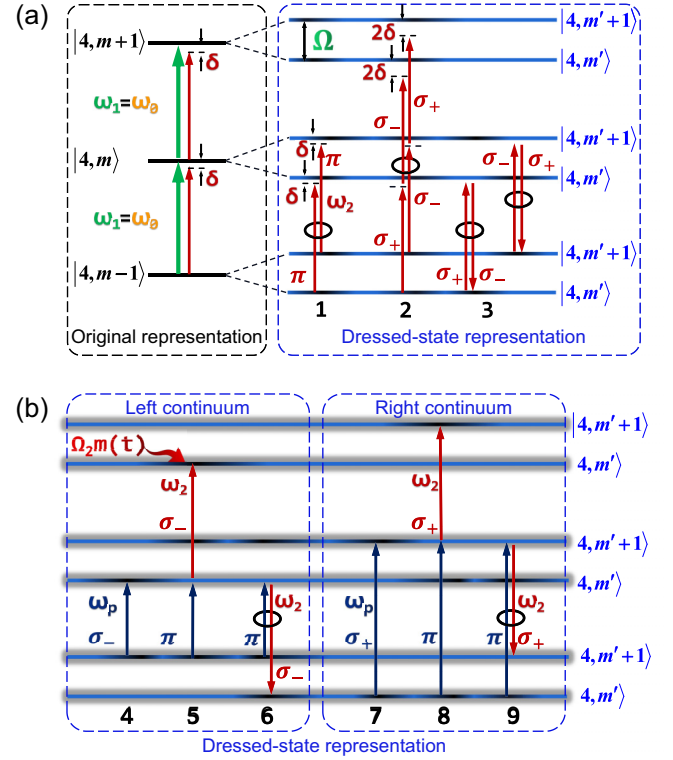 (a)
|4, m+1⟩
δ
ω₁=ω₀
|4, m⟩
δ
ω₁=ω₀
|4, m−1⟩
Original representation
2δ
Ω
2δ
σ₋
σ₊
δ
π
δ
ω₂
σ₋
σ₊
π
σ₊
σ₋
σ₋
σ₊
1
2
3
|4, m′+1⟩
|4, m′⟩
|4, m′+1⟩
|4, m′⟩
|4, m′+1⟩
|4, m′⟩
Dressed-state representation
(b)
Left continuum
Right continuum
Ω₂m(t)
ω₂
σ₋
ω₂
σ₊
ωₚ
σ₋
π
π
ω₂
σ₋
ωₚ
σ₊
π
π
ω₂
σ₊
4
5
6
7
8
9
|4, m′+1⟩
|4, m′⟩
4, m′+1⟩
4, m′⟩
4, m′+1⟩
4, m′⟩
Dressed-state representation